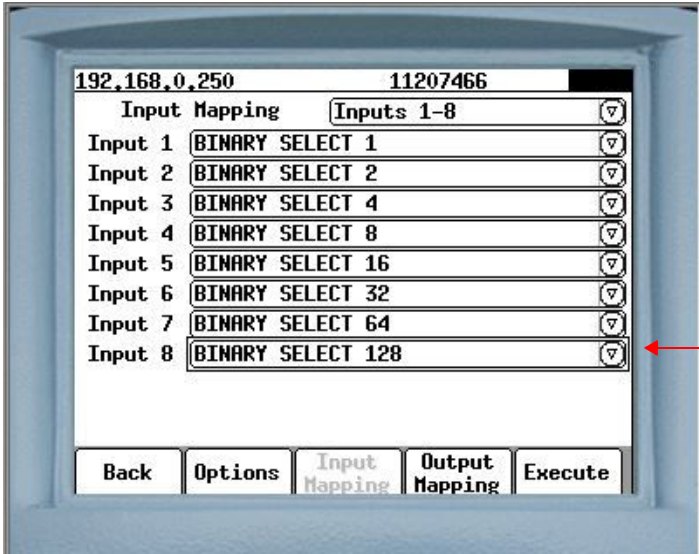 192.168.0.250 11207466
Input Mapping Inputs 1-8
Input 1 BINARY SELECT 1
Input 2 BINARY SELECT 2
Input 3 BINARY SELECT 4
Input 4 BINARY SELECT 8
Input 5 BINARY SELECT 16
Input 6 BINARY SELECT 32
Input 7 BINARY SELECT 64
Input 8 BINARY SELECT 128
Back Options Input Mapping Output Mapping Execute